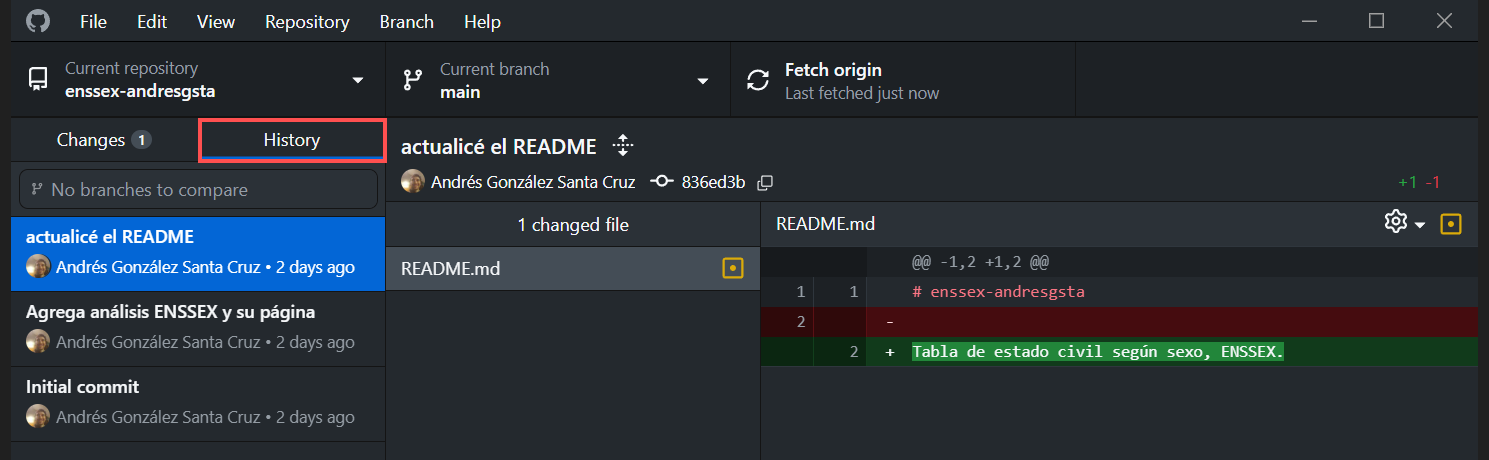 File Edit View Repository Branch Help
Current repository
enssex-andresgsta
Current branch
main
Fetch origin
Last fetched just now
Changes 1
History
No branches to compare
actualicé el README
Andrés González Santa Cruz • 2 days ago
Agrega análisis ENSSEX y su página
Andrés González Santa Cruz • 2 days ago
Initial commit
Andrés González Santa Cruz • 2 days ago
actualicé el README
Andrés González Santa Cruz 836ed3b
+1 -1
1 changed file
README.md
README.md
@@ -1,2 +1,2 @@
1 1 # enssex-andresgsta
2 -
2 + Tabla de estado civil según sexo, ENSSEX.